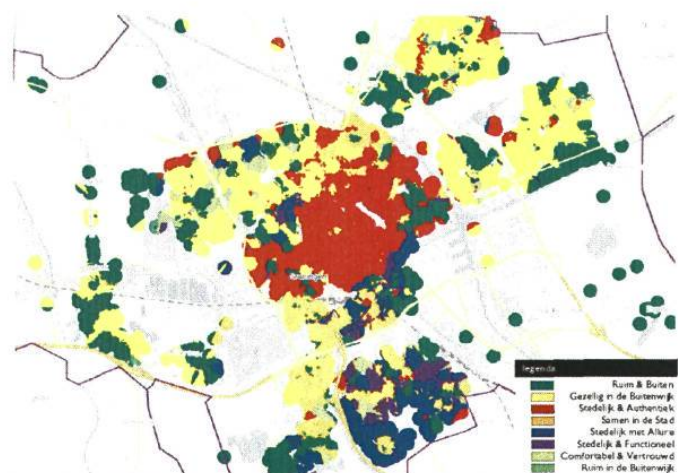 legenda
Ruim & Buiten
Gezellig in de Buitenwijk
Stedelijk & Authentiek
Samen in de Stad
Stedelijk met Allure
Stedelijk & Functioneel
Comfortabel & Vertrouwd
Ruim in de Buitenwijk